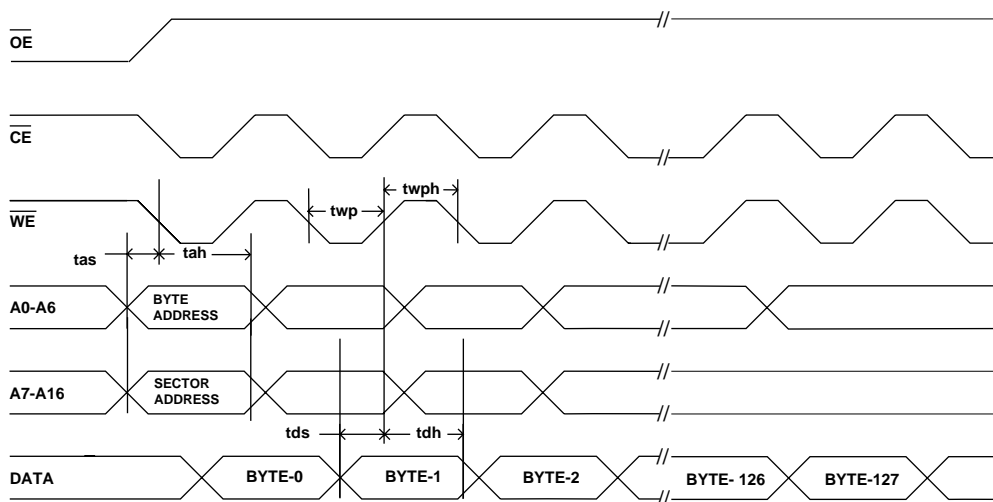 OE
CE
WE
twp
twph
tas
tah
A0-A6
BYTE
ADDRESS
A7-A16
SECTOR
ADDRESS
tds
tdh
DATA
BYTE-0
BYTE-1
BYTE-2
BYTE- 126
BYTE-127